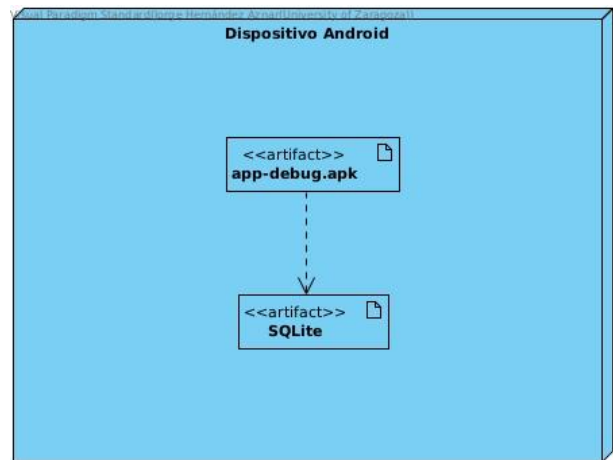 Visual Paradigm Standard(Jorge Hernández Aznar(University of Zaragoza))
Dispositivo Android
<<artifact>>
app-debug.apk
<<artifact>>
SQLite